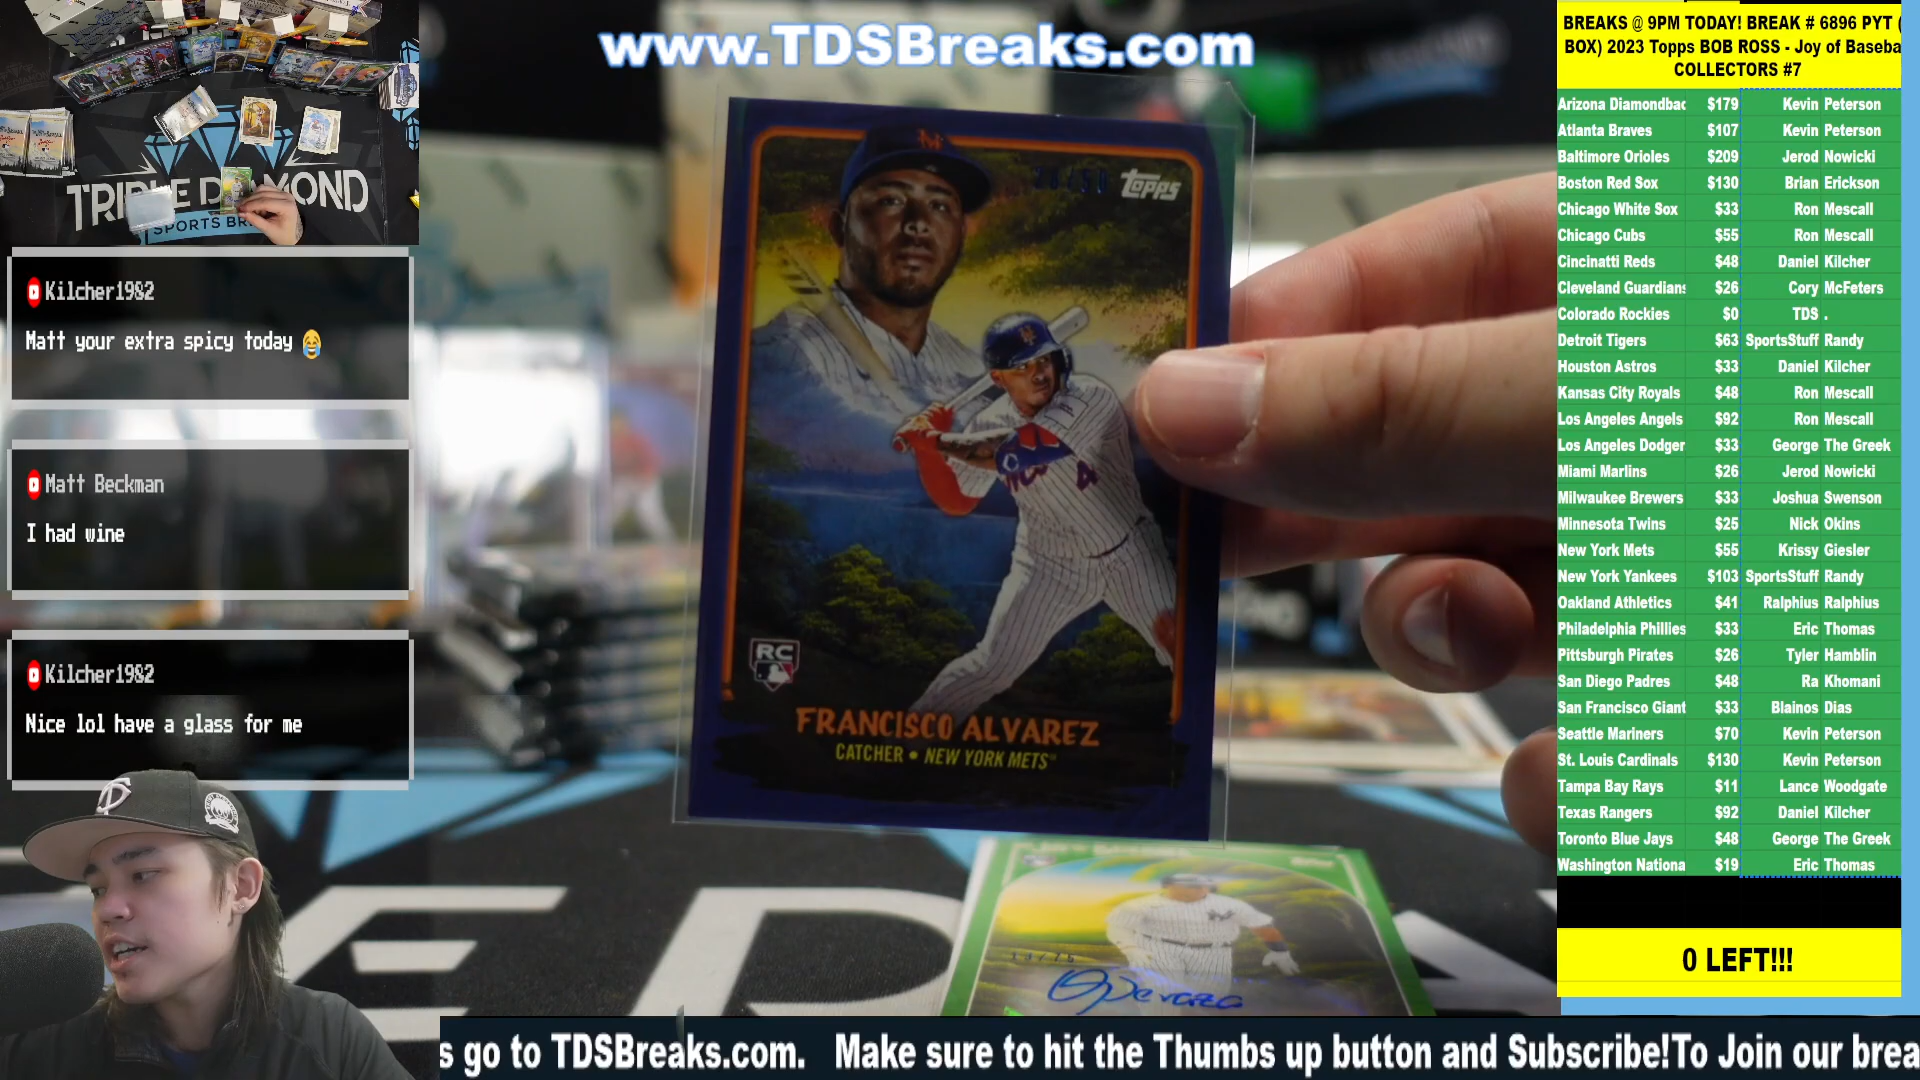 www.TDSBreaks.com
TRIPLE DIAMOND
SPORTS BR
Kilcher1982
Matt your extra spicy today 😂
Matt Beckman
I had wine
Kilcher1982
Nice lol have a glass for me
topps
RC
FRANCISCO ALVAREZ
CATCHER • NEW YORK METS
BREAKS @ 9PM TODAY! BREAK # 6896 PYT (
BOX) 2023 Topps BOB ROSS - Joy of Baseba
COLLECTORS #7
Arizona Diamondbac $179 Kevin Peterson
Atlanta Braves $107 Kevin Peterson
Baltimore Orioles $209 Jerod Nowicki
Boston Red Sox $130 Brian Erickson
Chicago White Sox $33 Ron Mescall
Chicago Cubs $55 Ron Mescall
Cincinatti Reds $48 Daniel Kilcher
Cleveland Guardians $26 Cory McFeters
Colorado Rockies $0 TDS .
Detroit Tigers $63 SportsStuff Randy
Houston Astros $33 Daniel Kilcher
Kansas City Royals $48 Ron Mescall
Los Angeles Angels $92 Ron Mescall
Los Angeles Dodger $33 George The Greek
Miami Marlins $26 Jerod Nowicki
Milwaukee Brewers $33 Joshua Swenson
Minnesota Twins $25 Nick Okins
New York Mets $55 Krissy Giesler
New York Yankees $103 SportsStuff Randy
Oakland Athletics $41 Ralphius Ralphius
Philadelphia Phillies $33 Eric Thomas
Pittsburgh Pirates $26 Tyler Hamblin
San Diego Padres $48 Ra Khomani
San Francisco Giant $33 Blainos Dias
Seattle Mariners $70 Kevin Peterson
St. Louis Cardinals $130 Kevin Peterson
Tampa Bay Rays $11 Lance Woodgate
Texas Rangers $92 Daniel Kilcher
Toronto Blue Jays $48 George The Greek
Washington Nationa $19 Eric Thomas
0 LEFT!!!
s go to TDSBreaks.com. Make sure to hit the Thumbs up button and Subscribe!To Join our brea